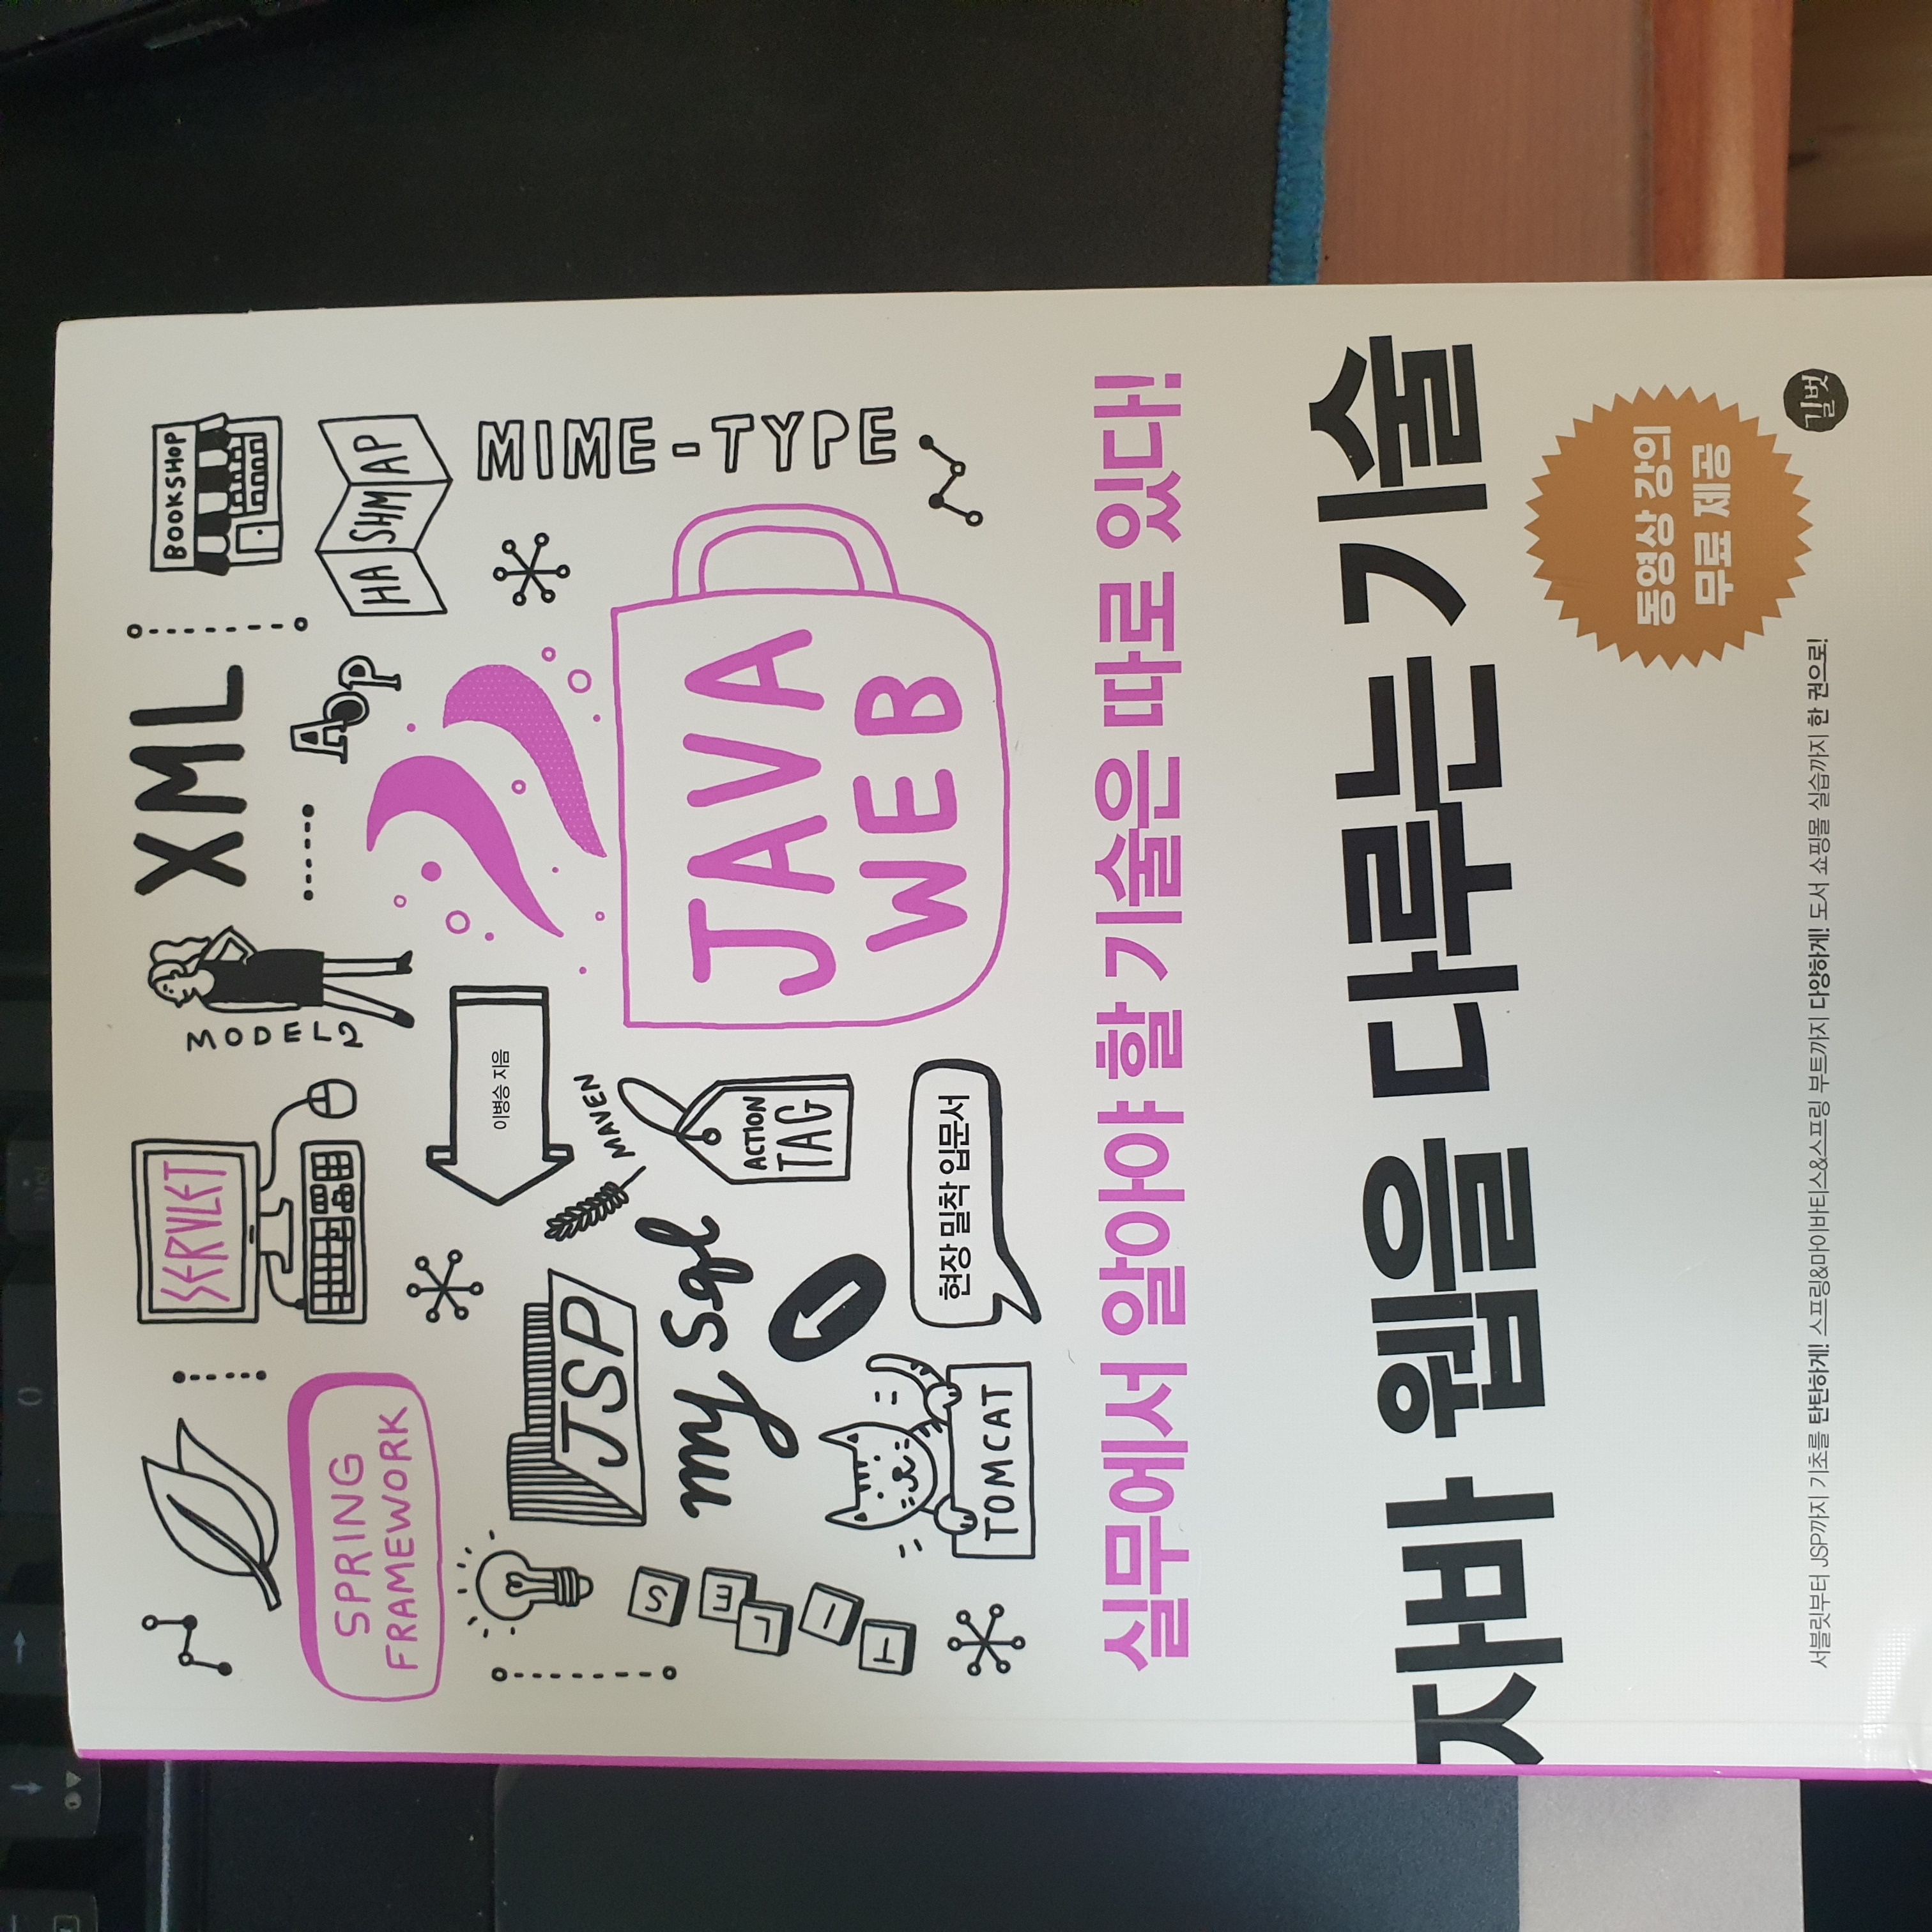 ()
Del
SERVLET
MODEL2
XML
BOOKSHOP
SPRING
FRAMEWORK
AOP
HASHMAP
이병승 지음
MIME-TYPE
JSP
MAVEN
TILES
my sql
ACTION
TAG
JAVA
WEB
TOMCAT
현장 밀착 입문서
실무에서 알아야 할 기술은 따로 있다!
자바 웹을 다루는 기술
동영상 강의
무료 제공
서블릿부터 JSP까지 기초를 탄탄하게! 스프링&마이바티스&스프링 부트까지 다양하게! 도서 쇼핑몰 실습까지 한 권으로!
길벗